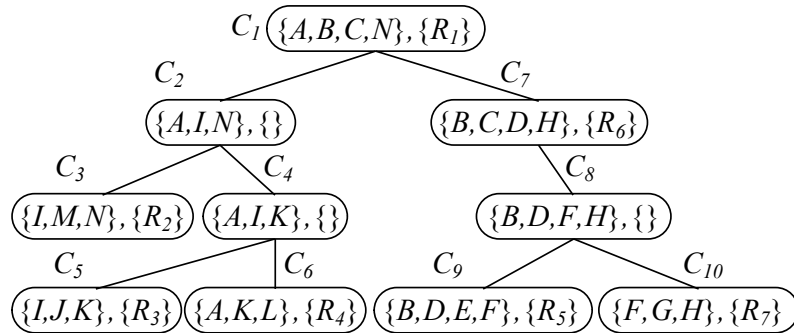 C1 {A,B,C,N},{R1}
C2 C7
{A,I,N},{} {B,C,D,H},{R6}
C3 C4 C8
{I,M,N},{R2} {A,I,K},{} {B,D,F,H},{}
C5 C6 C9 C10
{I,J,K},{R3} {A,K,L},{R4} {B,D,E,F},{R5} {F,G,H},{R7}